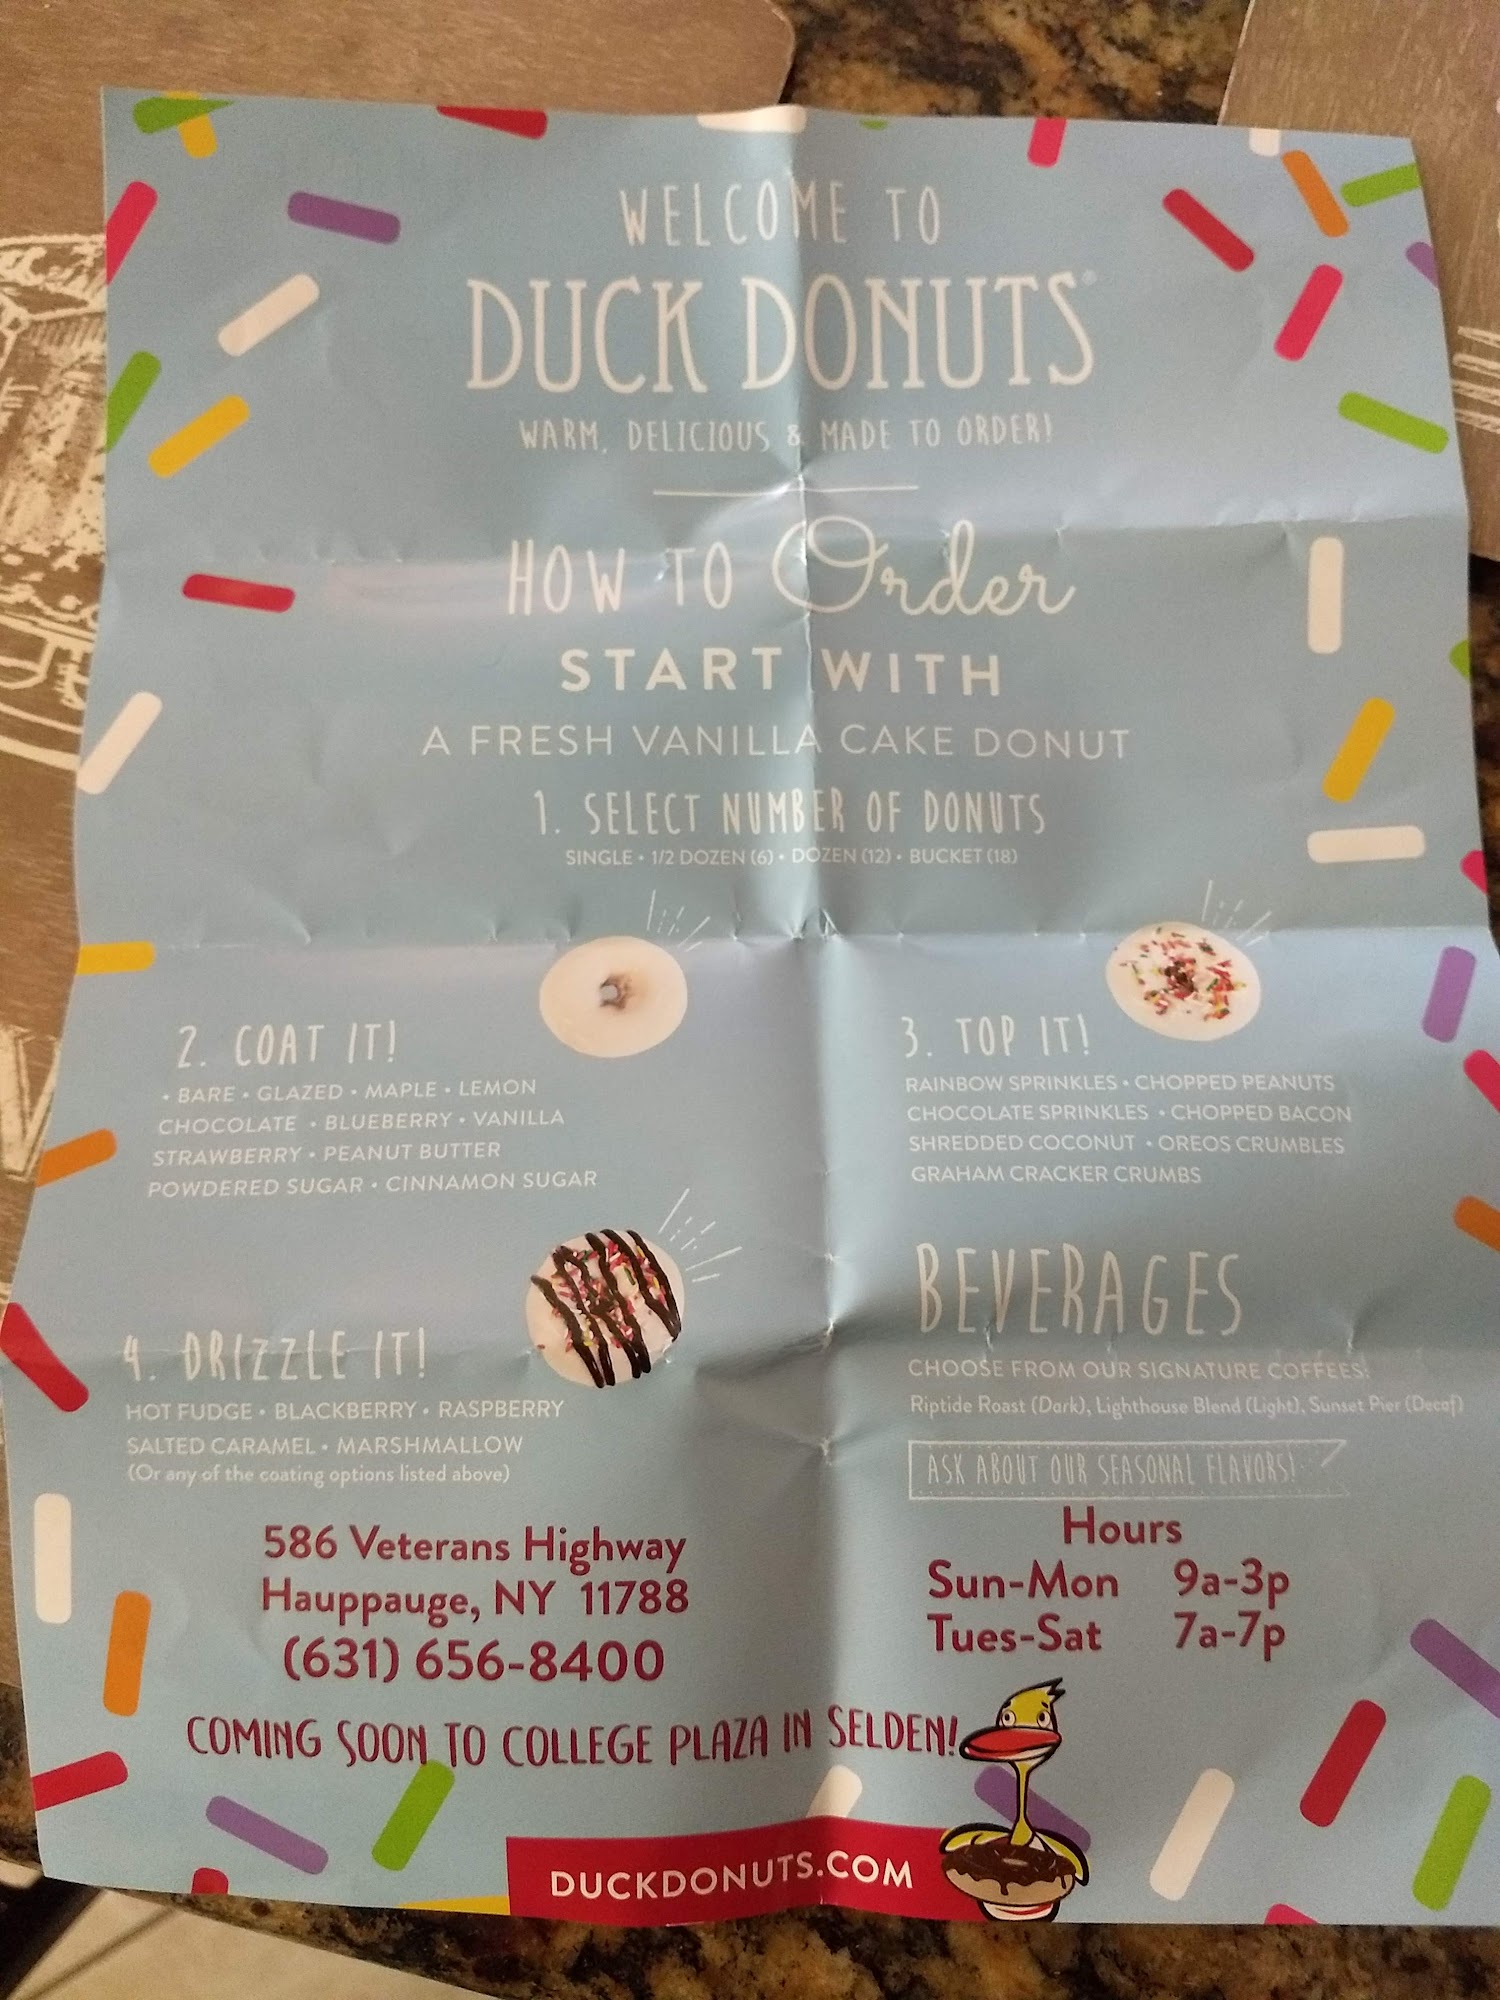 WELCOME TO
DUCK DONUTS®
WARM, DELICIOUS & MADE TO ORDER!
HOW TO Order
START WITH
A FRESH VANILLA CAKE DONUT
1. SELECT NUMBER OF DONUTS
SINGLE • 1/2 DOZEN (6) • DOZEN (12) • BUCKET (18)
2. COAT IT!
• BARE • GLAZED • MAPLE • LEMON
CHOCOLATE • BLUEBERRY • VANILLA
STRAWBERRY • PEANUT BUTTER
POWDERED SUGAR • CINNAMON SUGAR
3. TOP IT!
RAINBOW SPRINKLES • CHOPPED PEANUTS
CHOCOLATE SPRINKLES • CHOPPED BACON
SHREDDED COCONUT • OREOS CRUMBLES
GRAHAM CRACKER CRUMBS
4. DRIZZLE IT!
HOT FUDGE • BLACKBERRY • RASPBERRY
SALTED CARAMEL • MARSHMALLOW
(Or any of the coating options listed above)
BEVERAGES
CHOOSE FROM OUR SIGNATURE COFFEES:
Riptide Roast (Dark), Lighthouse Blend (Light), Sunset Pier (Decaf)
ASK ABOUT OUR SEASONAL FLAVORS!
586 Veterans Highway
Hauppauge, NY 11788
(631) 656-8400
Hours
Sun-Mon 9a-3p
Tues-Sat 7a-7p
COMING SOON TO COLLEGE PLAZA IN SELDEN!
DUCKDONUTS.COM